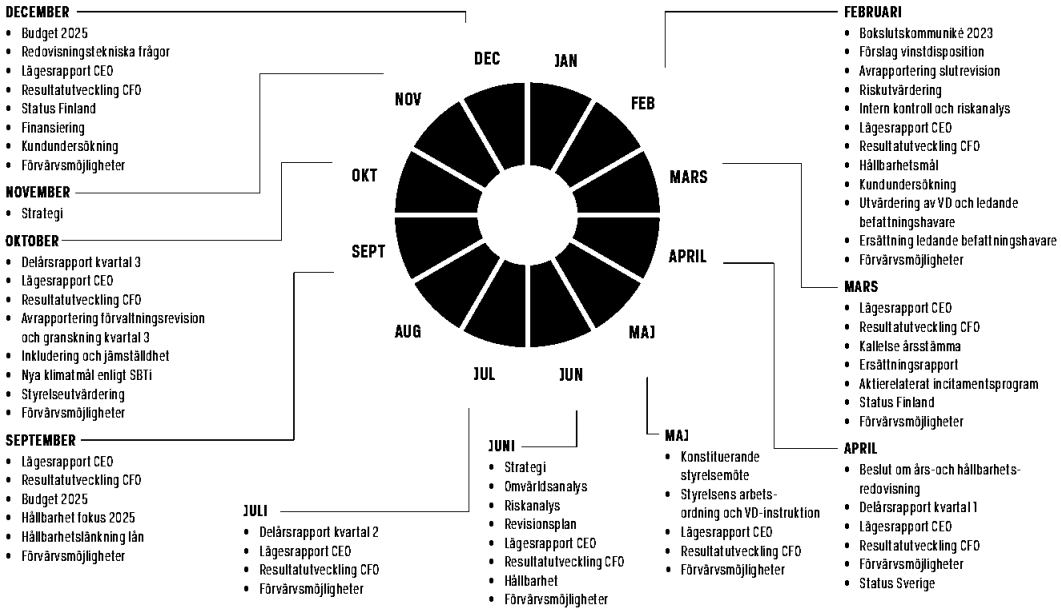 DECEMBER
• Budget 2025
• Redovisningstekniska frågor
• Lägesrapport CEO
• Resultatutveckling CFO
• Status Finland
• Finansiering
• Kundundersökning
• Förvärvsmöjligheter
NOVEMBER
• Strategi
OKTOBER
• Delårsrapport kvartal 3
• Lägesrapport CEO
• Resultatutveckling CFO
• Avrapportering förvaltningsrevision
och granskning kvartal 3
• Inkludering och jämställdhet
• Nya klimatmål enligt SBTi
• Styrelseutvärdering
• Förvärvsmöjligheter
SEPTEMBER
• Lägesrapport CEO
• Resultatutveckling CFO
• Budget 2025
• Hållbarhet fokus 2025
• Hållbarhetslänkning lån
• Förvärvsmöjligheter
DEC
JAN
NOV
FEB
OKT
MARS
SEPT
APRIL
AUG
MAJ
JUL
JUN
JULI
• Delårsrapport kvartal 2
• Lägesrapport CEO
• Resultatutveckling CFO
• Förvärvsmöjligheter
JUNI
• Strategi
• Omvärldsanalys
• Riskanalys
• Revisionsplan
• Lägesrapport CEO
• Resultatutveckling CFO
• Hållbarhet
• Förvärvsmöjligheter
MAJ
• Konstituerande
styrelsemöte
• Styrelsens arbets-
ordning och VD-instruktion
• Lägesrapport CEO
• Resultatutveckling CFO
• Förvärvsmöjligheter
FEBRUARI
• Bokslutskommuniké 2023
• Förslag vinstdisposition
• Avrapportering slutrevision
• Riskutvärdering
• Intern kontroll och riskanalys
• Lägesrapport CEO
• Resultatutveckling CFO
• Hållbarhetsmål
• Kundundersökning
• Utvärdering av VD och ledande
befattningshavare
• Ersättning ledande befattningshavare
• Förvärvsmöjligheter
MARS
• Lägesrapport CEO
• Resultatutveckling CFO
• Kallelse årsstämma
• Ersättningsrapport
• Aktierelaterat incitamentsprogram
• Status Finland
• Förvärvsmöjligheter
APRIL
• Beslut om års-och hållbarhets-
redovisning
• Delårsrapport kvartal 1
• Lägesrapport CEO
• Resultatutveckling CFO
• Förvärvsmöjligheter
• Status Sverige